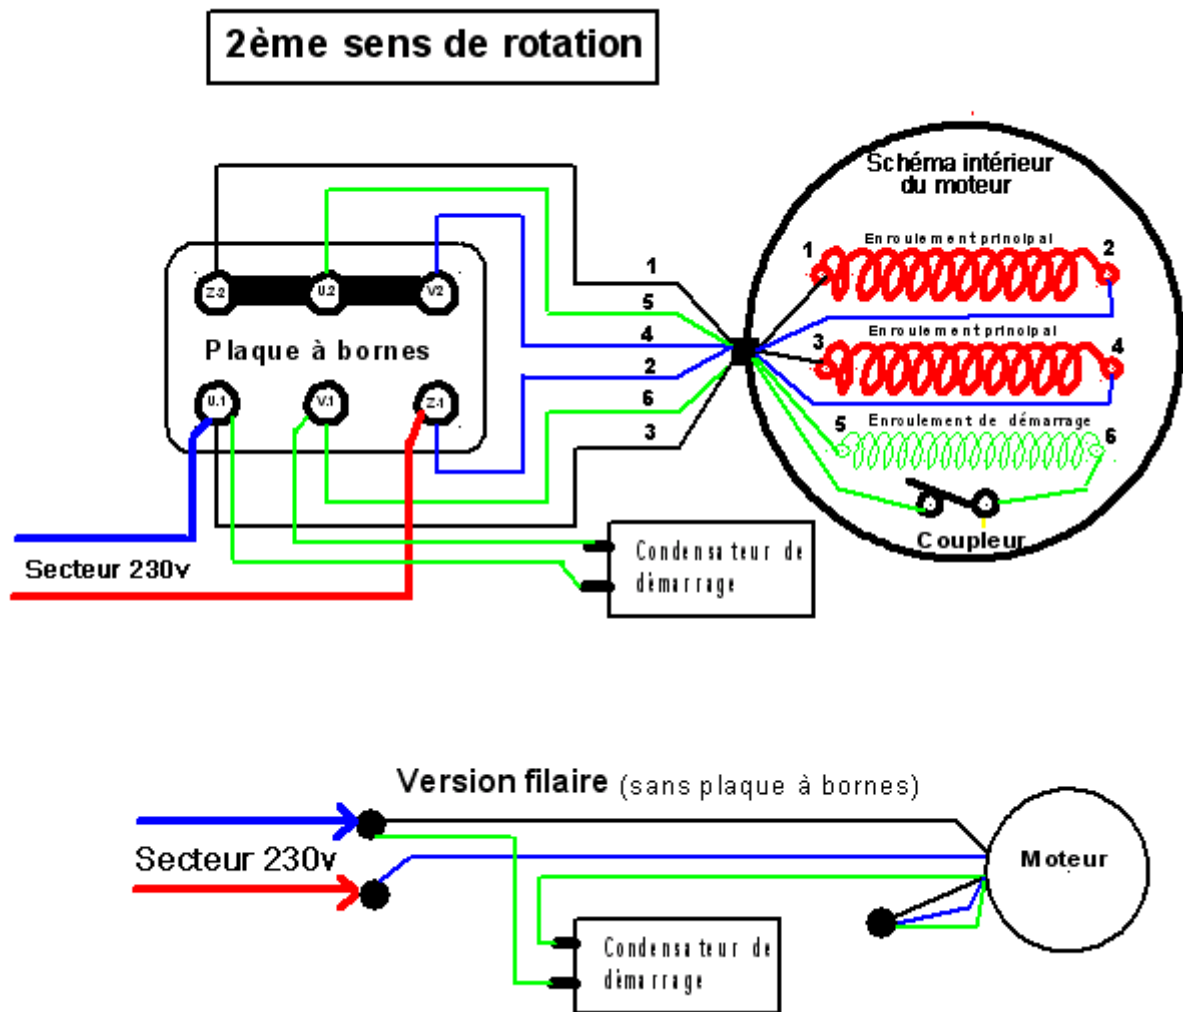 2ème sens de rotation
Schéma intérieur
du moteur
Enroulement principal
1
2
Z-2
U.2
V2
1
5
4
2
6
3
Plaque à bornes
Enroulement principal
3
4
U.1
V.1
Z-1
Enroulement de démarrage
5
6
Coupleur
Secteur 230v
Condensateur de
dèmarrage
Version filaire (sans plaque à bornes)
Secteur 230v
Moteur
Condensateur de
dèmarrage